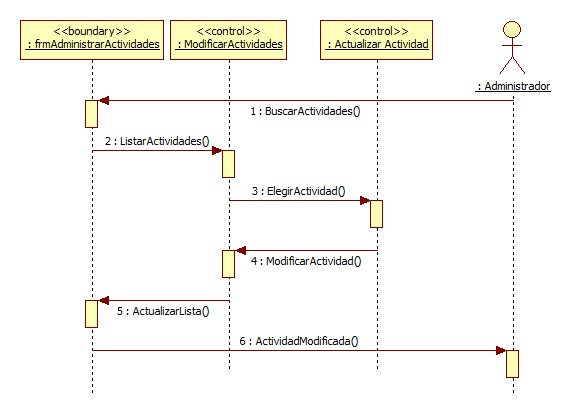 <<boundary>>
: frmAdministrarActividades
<<control>>
: ModificarActividades
<<control>>
: Actualizar Actividad
: Administrador
1 : BuscarActividades()
2 : ListarActividades()
3 : ElegirActividad()
4 : ModificarActividad()
5 : ActualizarLista()
6 : ActividadModificada()